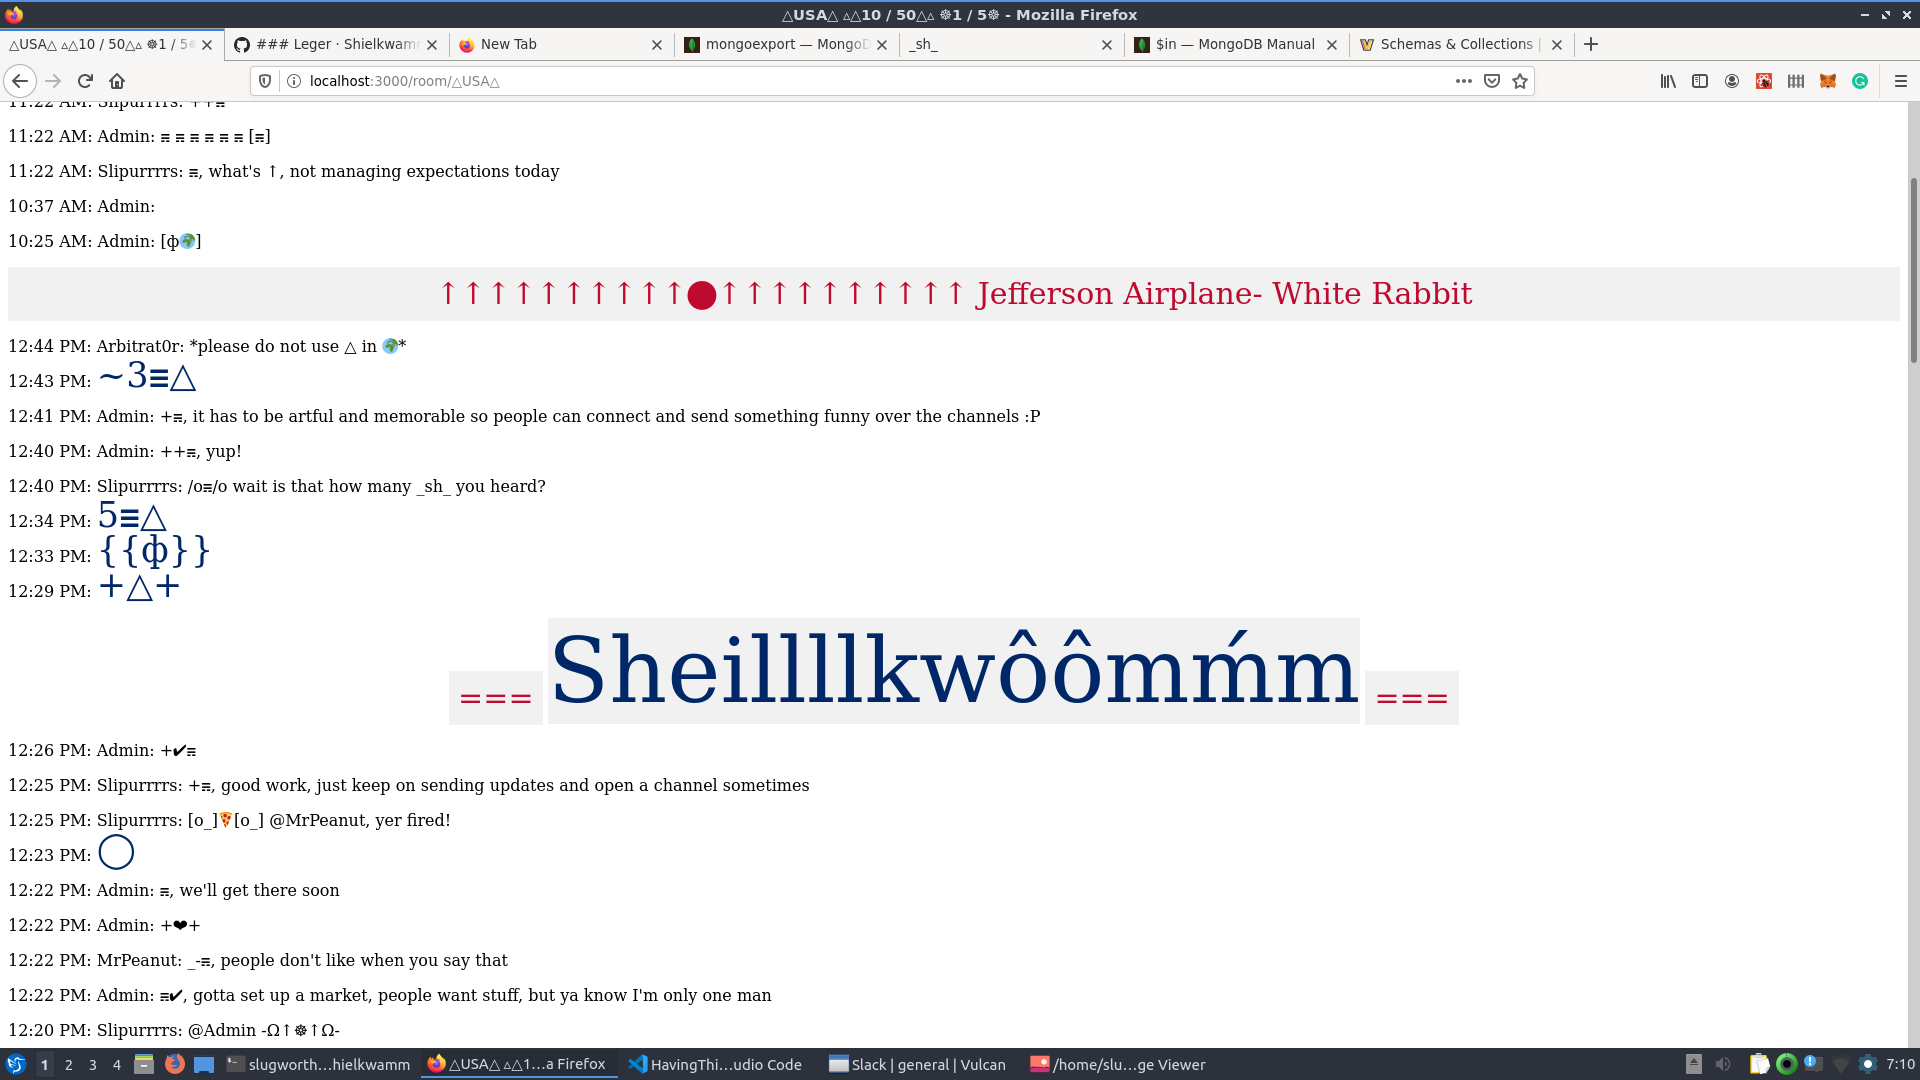 △USA△ ▵△10 / 50△▵ ☸1 / 5☸ - Mozilla Firefox
△USA△ ▵△10 / 50△▵ ☸1 / 5☸
### Leger · Shielkwamm
New Tab
mongoexport — MongoD
_sh_
$in — MongoDB Manual
Schemas & Collections |
localhost:3000/room/△USA△
11:22 AM: Slipurrrrs: ++☴
11:22 AM: Admin: ☴ ☴ ☴ ☴ ☴ ☴ [☴]
11:22 AM: Slipurrrrs: ☴, what's ↑, not managing expectations today
10:37 AM: Admin:
10:25 AM: Admin: [ф🌍]
↑↑↑↑↑↑↑↑↑↑●↑↑↑↑↑↑↑↑↑↑ Jefferson Airplane- White Rabbit
12:44 PM: Arbitrat0r: *please do not use △ in 🌍*
12:43 PM: ~3≡△
12:41 PM: Admin: +☴, it has to be artful and memorable so people can connect and send something funny over the channels :P
12:40 PM: Admin: ++☴, yup!
12:40 PM: Slipurrrrs: /o☴/o wait is that how many _sh_ you heard?
12:34 PM: 5≡△
12:33 PM: {{ф}}
12:29 PM: +△+
=== Sheillllkwôômḿm ===
12:26 PM: Admin: +✔☴
12:25 PM: Slipurrrrs: +☴, good work, just keep on sending updates and open a channel sometimes
12:25 PM: Slipurrrrs: [o_]🍕[o_] @MrPeanut, yer fired!
12:23 PM: ◯
12:22 PM: Admin: ☴, we'll get there soon
12:22 PM: Admin: +❤+
12:22 PM: MrPeanut: _-☴, people don't like when you say that
12:22 PM: Admin: ☴✔, gotta set up a market, people want stuff, but ya know I'm only one man
12:20 PM: Slipurrrrs: @Admin -Ω↑☸↑Ω-
1 2 3 4
slugworth…hielkwamm
△USA△ ▵△1…a Firefox
HavingThi…udio Code
Slack | general | Vulcan
/home/slu…ge Viewer
7:10